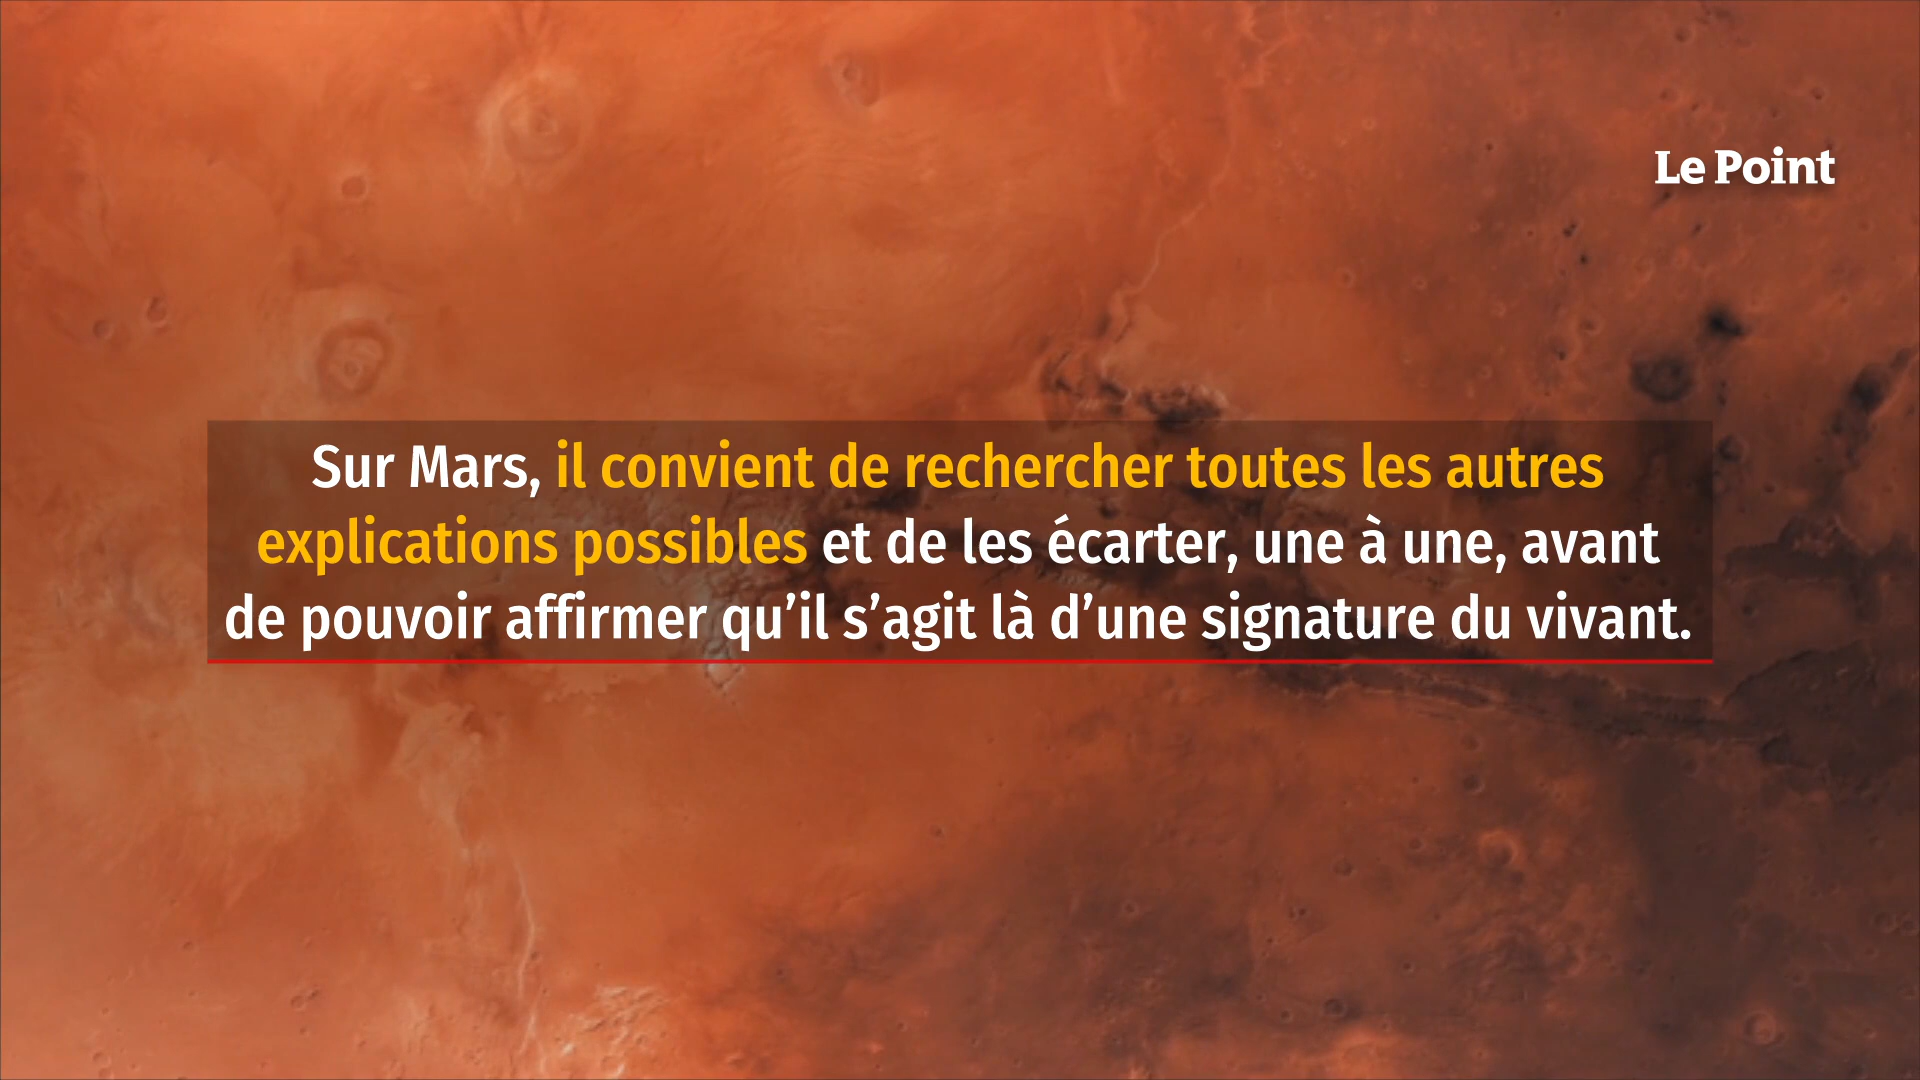 Le Point
Sur Mars, il convient de rechercher toutes les autres
explications possibles et de les écarter, une à une, avant
de pouvoir affirmer qu’il s’agit là d’une signature du vivant.